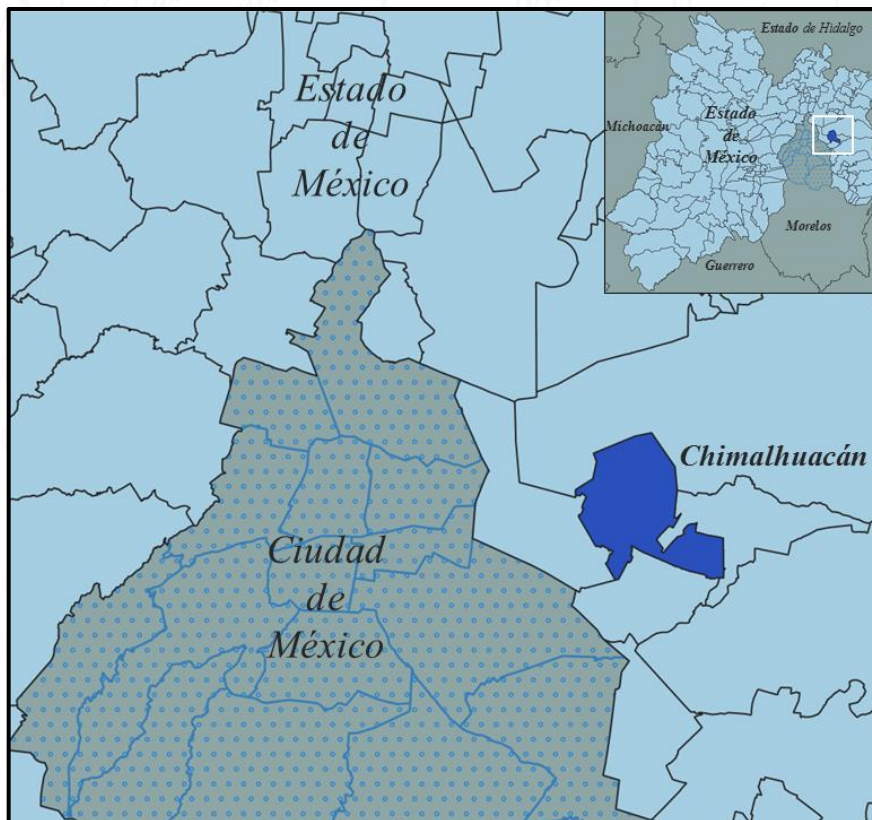 Estado
de
México
Chimalhuacán
Ciudad
de
México
Estado de Hidalgo
Michoacán
Estado
de
México
Morelos
Guerrero